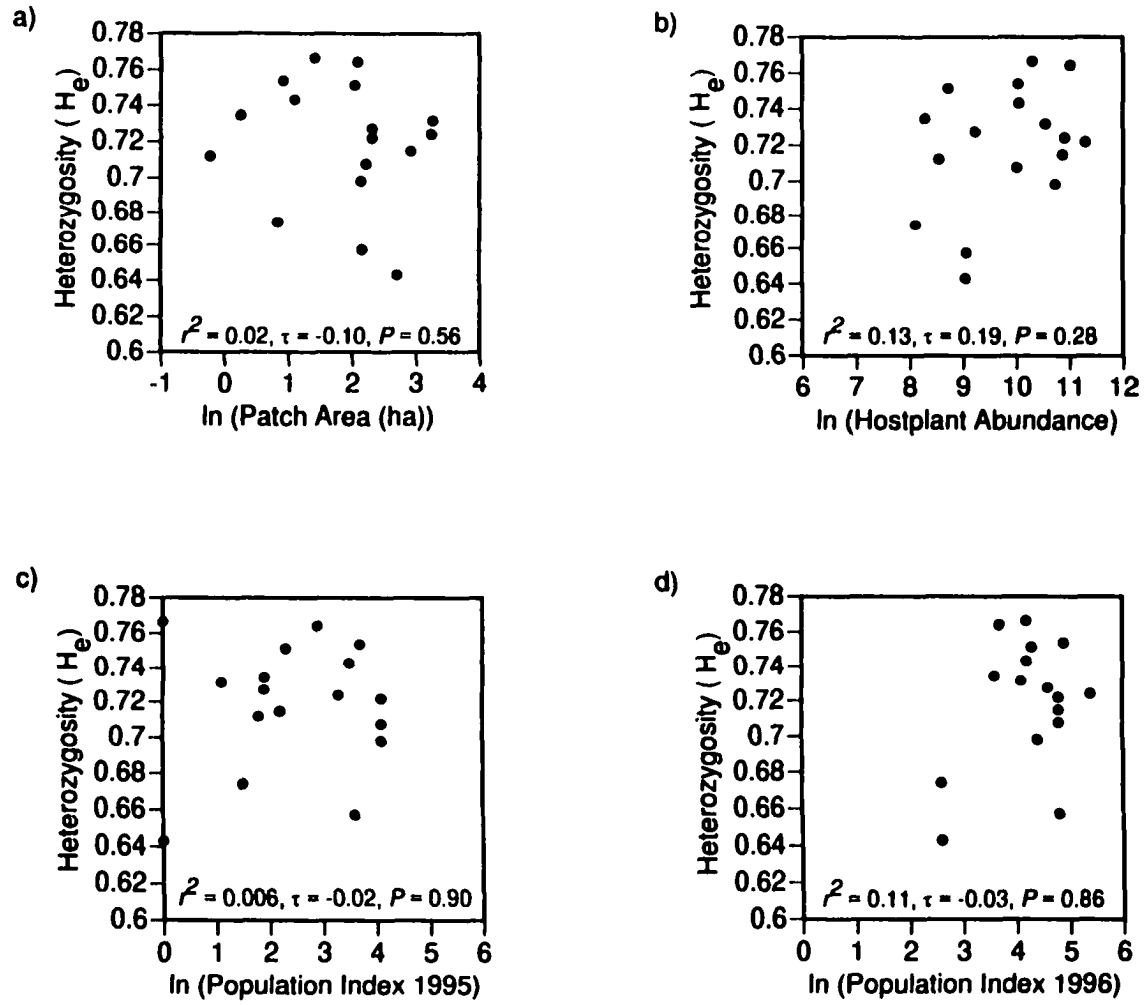 a)
Heterozygosity ( He)
0.78
0.76
0.74
0.72
0.7
0.68
0.66
0.64
0.62
0.6
r2 = 0.02, τ = -0.10, P = 0.56
-1 0 1 2 3 4
ln (Patch Area (ha))
b)
Heterozygosity ( He)
0.78
0.76
0.74
0.72
0.7
0.68
0.66
0.64
0.62
0.6
r2 = 0.13, τ = 0.19, P = 0.28
6 7 8 9 10 11 12
ln (Hostplant Abundance)
c)
Heterozygosity ( He)
0.78
0.76
0.74
0.72
0.7
0.68
0.66
0.64
0.62
0.6
r2 = 0.006, τ = -0.02, P = 0.90
0 1 2 3 4 5 6
ln (Population Index 1995)
d)
Heterozygosity ( He)
0.78
0.76
0.74
0.72
0.7
0.68
0.66
0.64
0.62
0.6
r2 = 0.11, τ = -0.03, P = 0.86
0 1 2 3 4 5 6
ln (Population Index 1996)